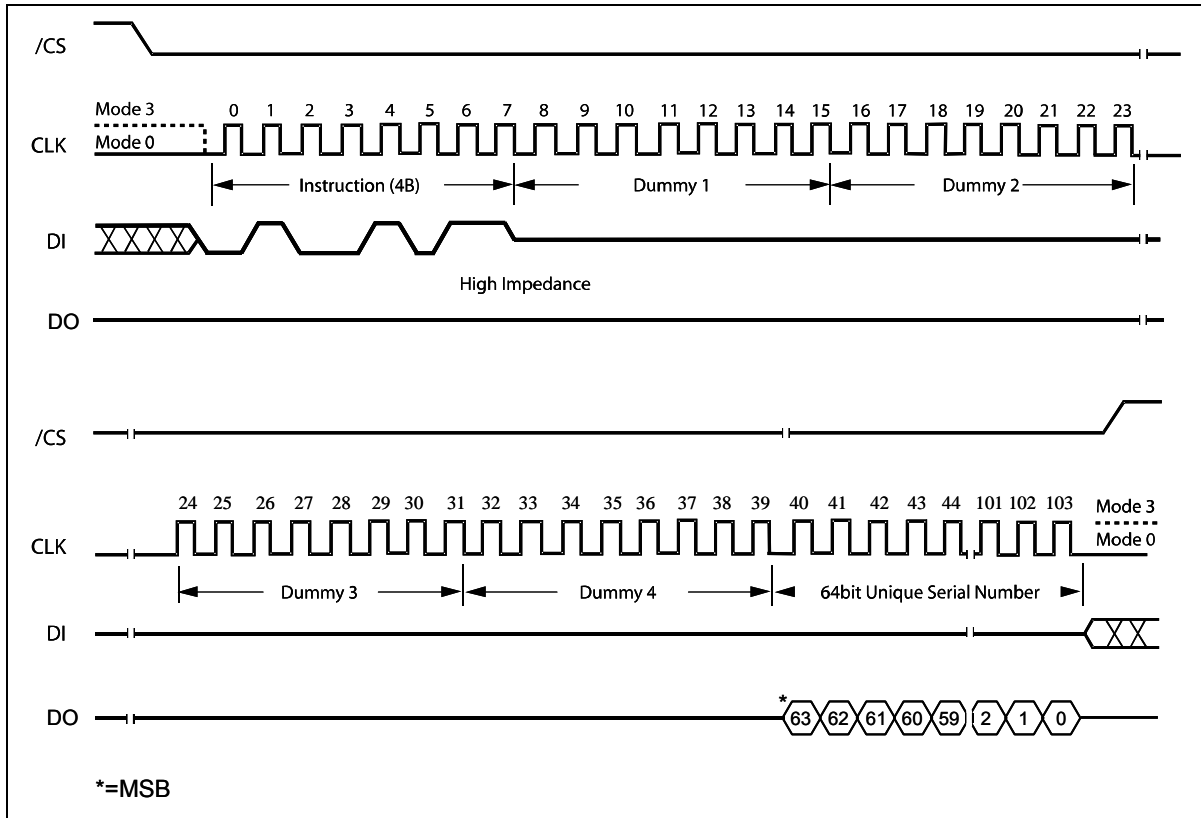 /CS
Mode 3
0 1 2 3 4 5 6 7 8 9 10 11 12 13 14 15 16 17 18 19 20 21 22 23
CLK
Mode 0
Instruction (4B) Dummy 1 Dummy 2
DI
High Impedance
DO
/CS
24 25 26 27 28 29 30 31 32 33 34 35 36 37 38 39 40 41 42 43 44 101 102 103
Mode 3
CLK
Mode 0
Dummy 3 Dummy 4 64bit Unique Serial Number
DI
DO
* 63 62 61 60 59 2 1 0
*=MSB